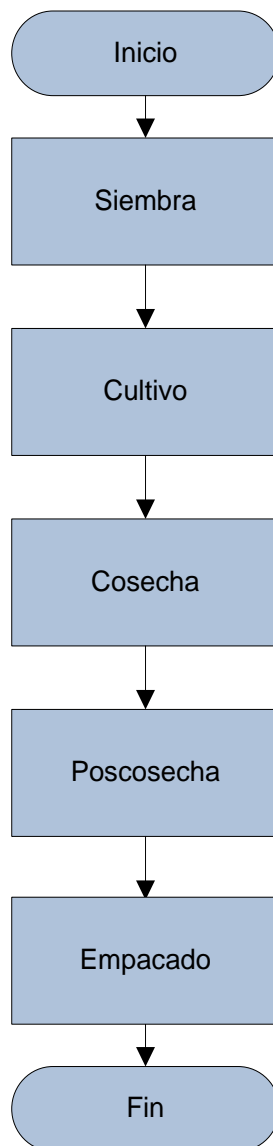 Inicio
Siembra
Cultivo
Cosecha
Poscosecha
Empacado
Fin